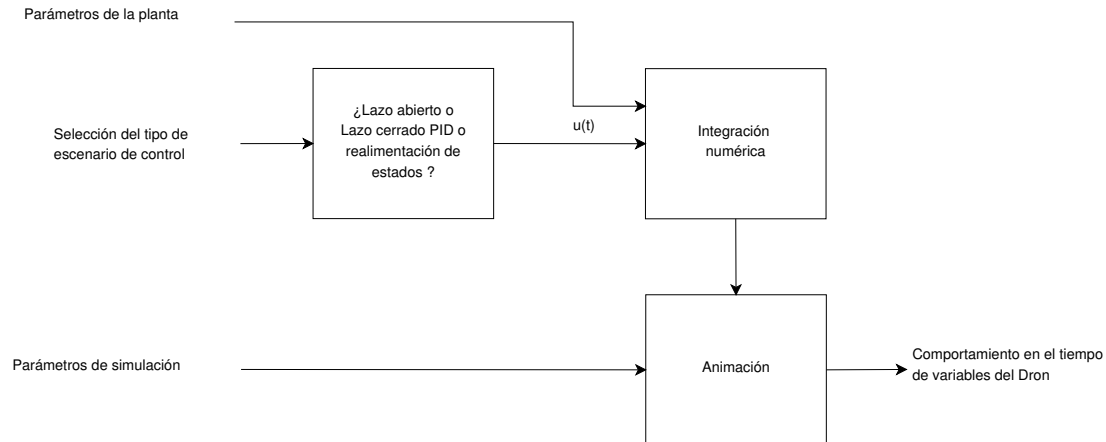 Parámetros de la planta
Selección del tipo de
escenario de control
¿Lazo abierto o
Lazo cerrado PID o
realimentación de
estados ?
u(t)
Integración
numérica
Parámetros de simulación
Animación
Comportamiento en el tiempo
de variables del Dron